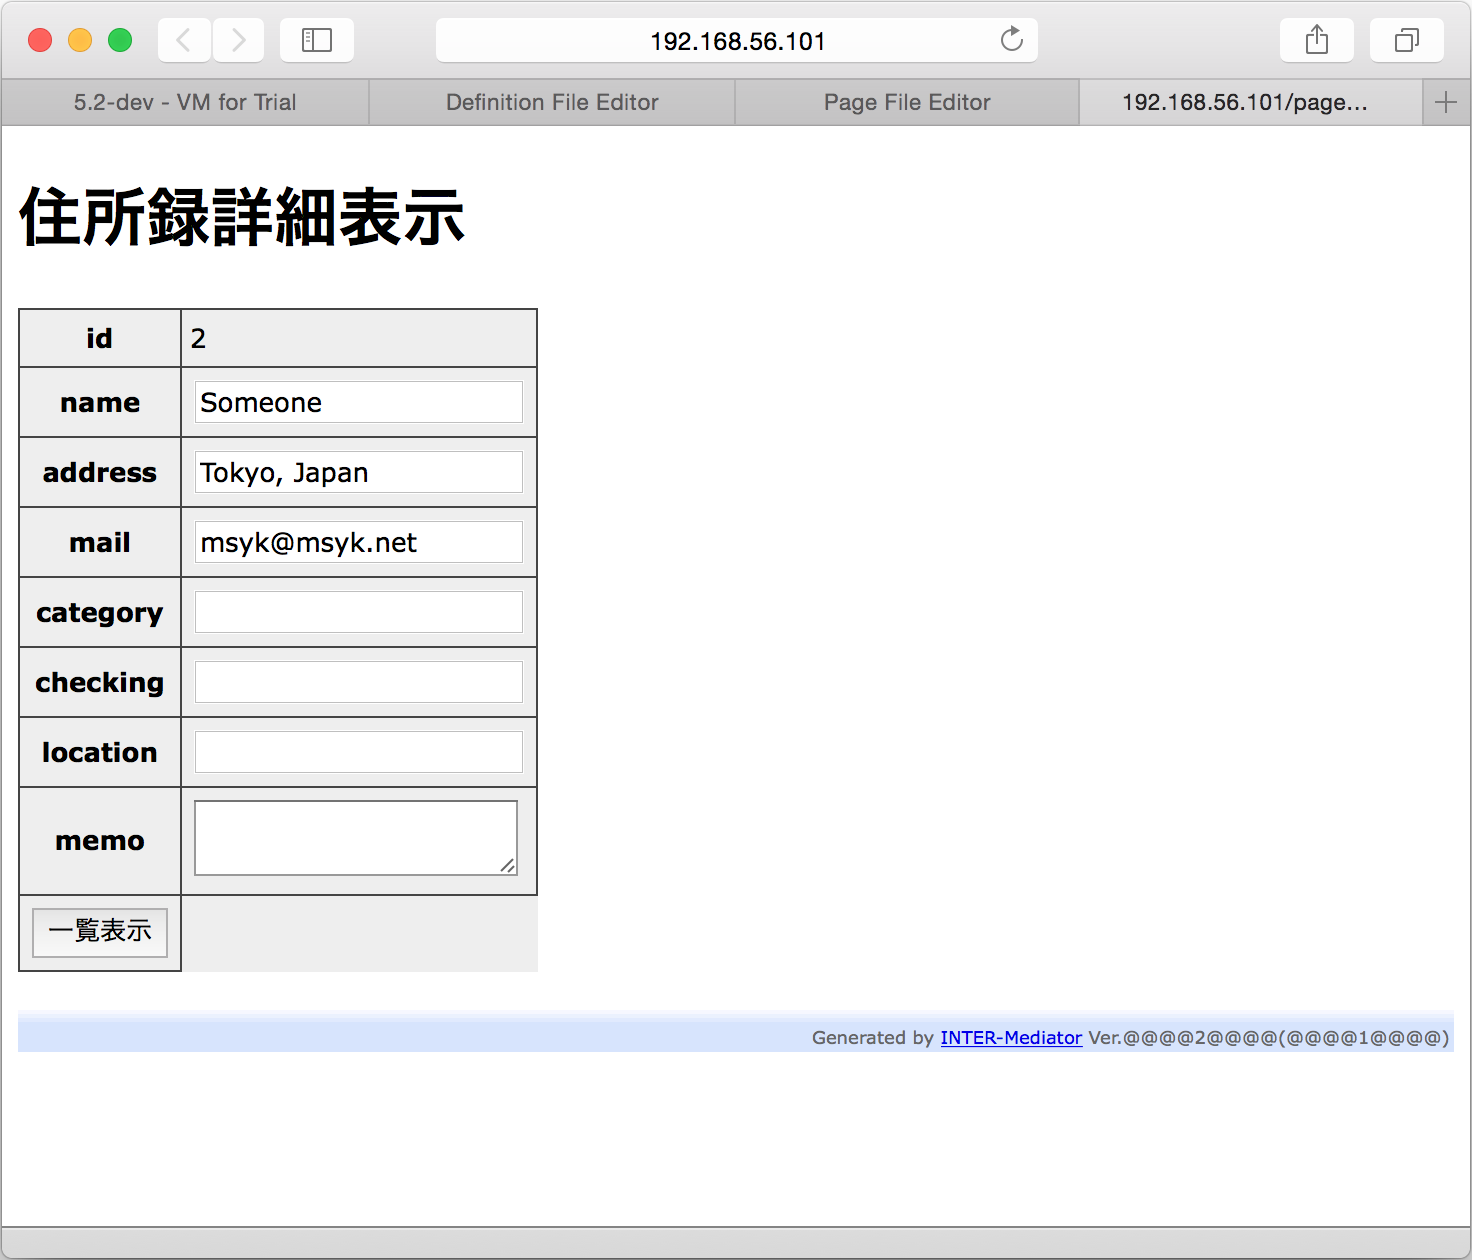 192.168.56.101
5.2-dev - VM for Trial
Definition File Editor
Page File Editor
192.168.56.101/page...
住所録詳細表示
id 2
name Someone
address Tokyo, Japan
mail msyk@msyk.net
category
checking
location
memo
一覧表示
Generated by INTER-Mediator Ver.@@@@2@@@@(@@@@1@@@@)